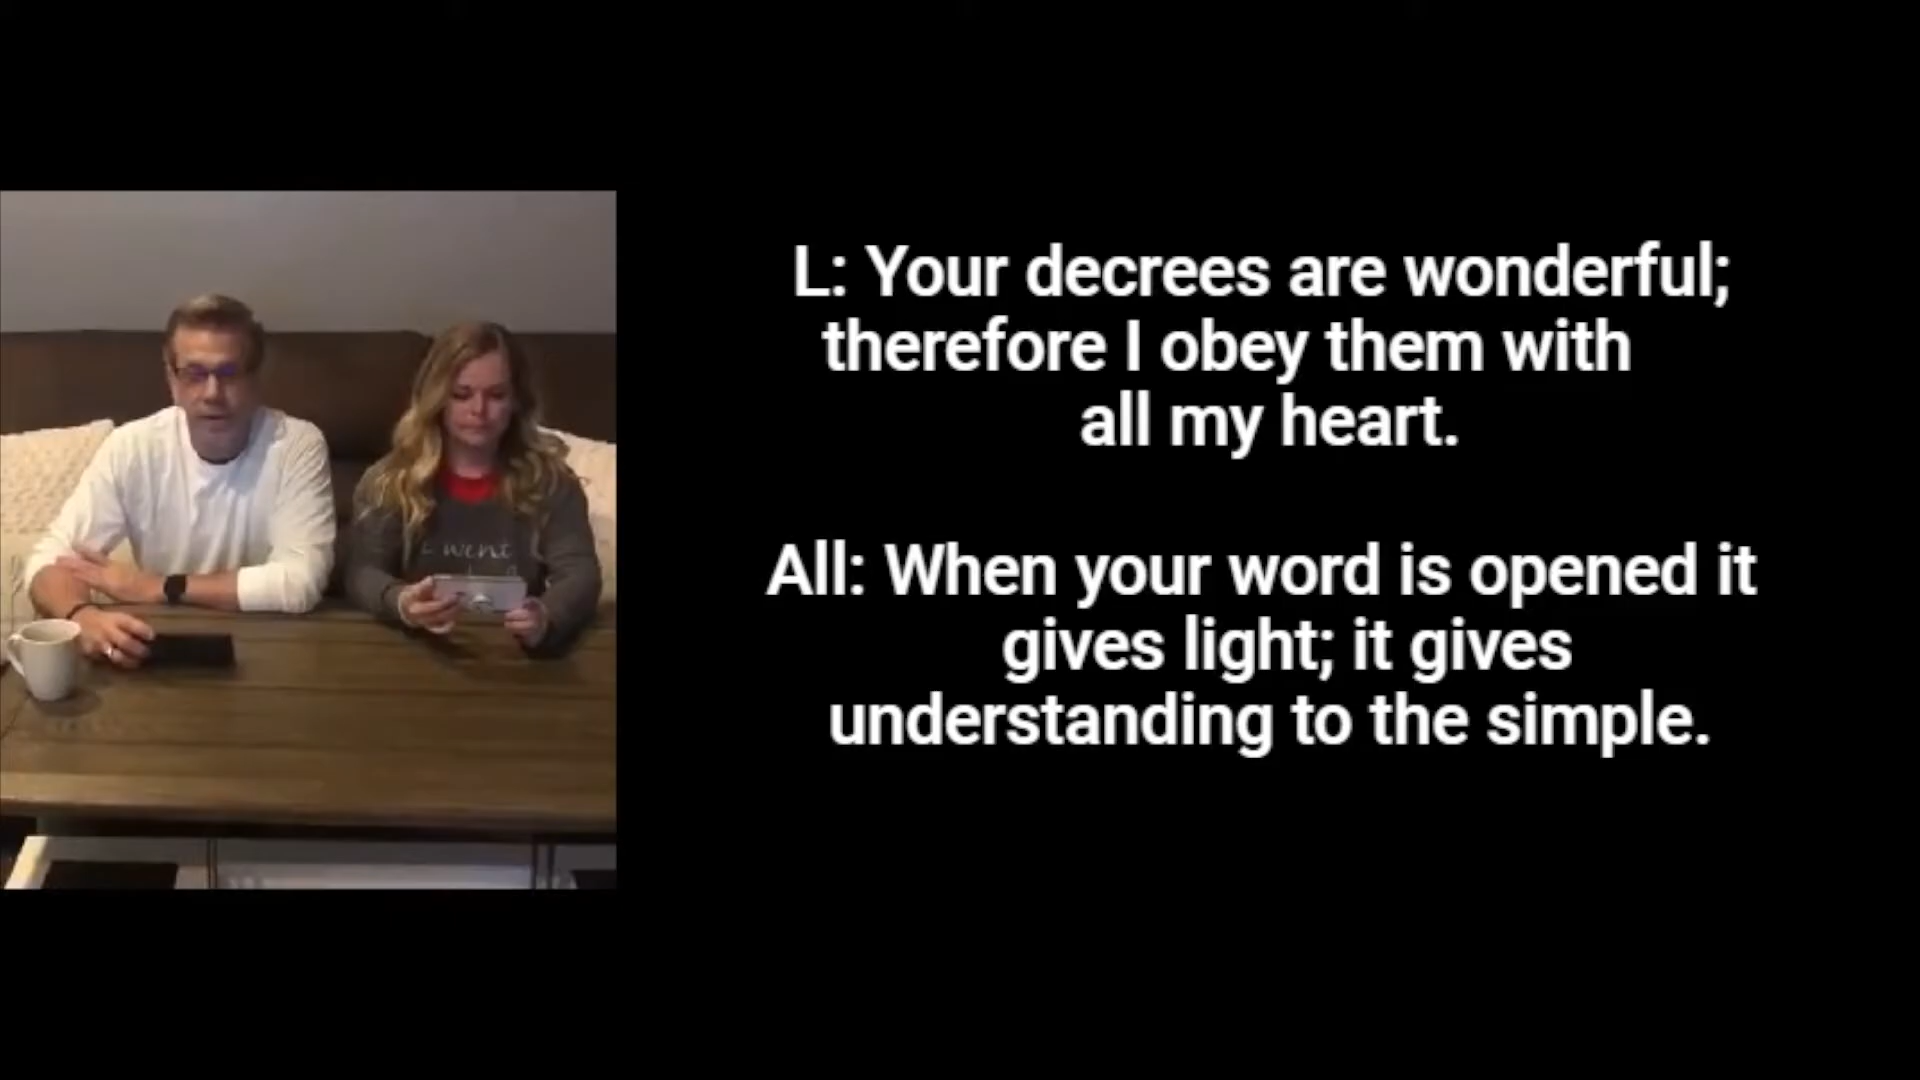 L: Your decrees are wonderful;
therefore I obey them with
all my heart.
All: When your word is opened it
gives light; it gives
understanding to the simple.
went